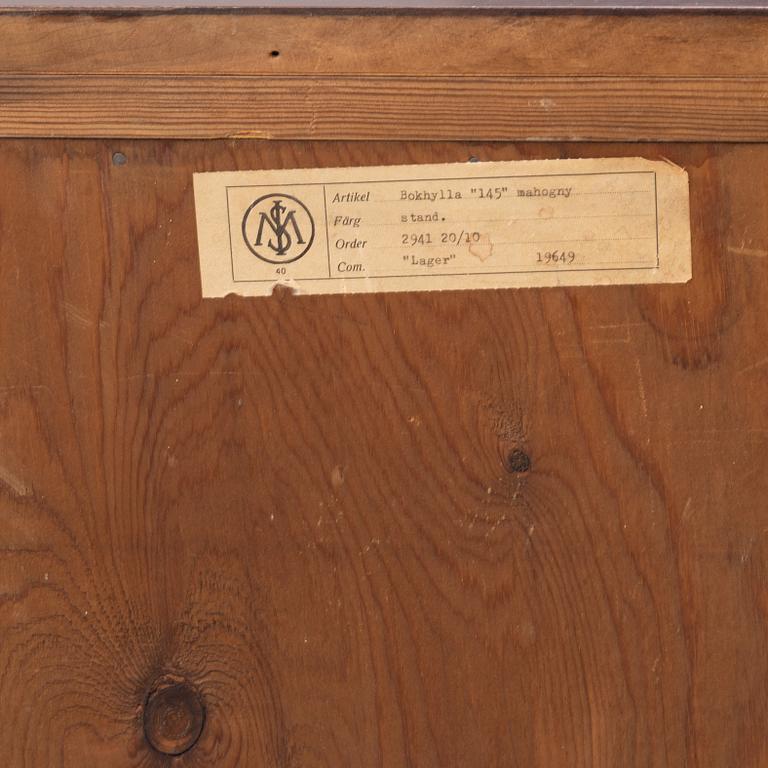 Artikel Bokhylla "145" mahogny
Färg stand.
Order 2941 20/10
Com. "Lager" 19649
40